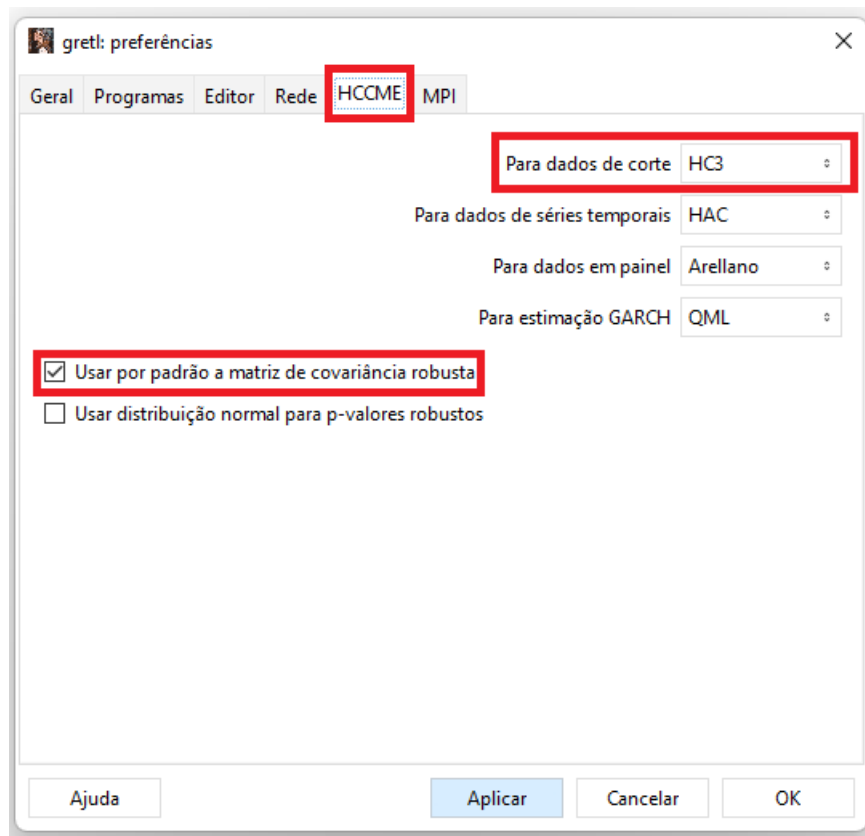 gretl: preferências
Geral Programas Editor Rede HCCME MPI
Para dados de corte HC3
Para dados de séries temporais HAC
Para dados em painel Arellano
Para estimação GARCH QML
Usar por padrão a matriz de covariância robusta
Usar distribuição normal para p-valores robustos
Ajuda Aplicar Cancelar OK